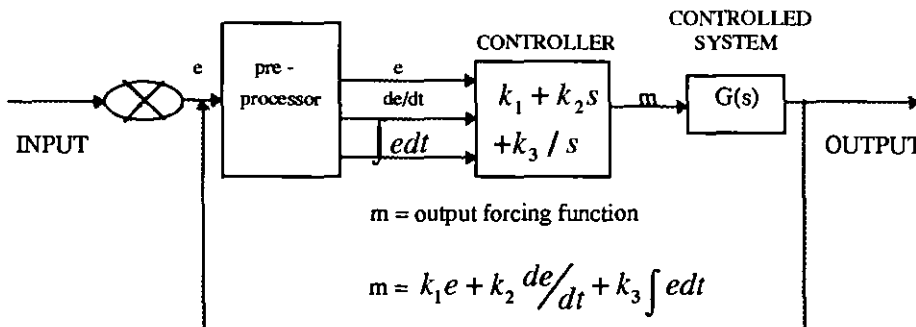 CONTROLLED
SYSTEM
CONTROLLER
e
pre -
processor
e
de/dt
∫ edt
k₁ + k₂s
+k₃ / s
m
G(s)
INPUT
OUTPUT
m = output forcing function
m = k₁e + k₂ de/dt + k₃ ∫ edt